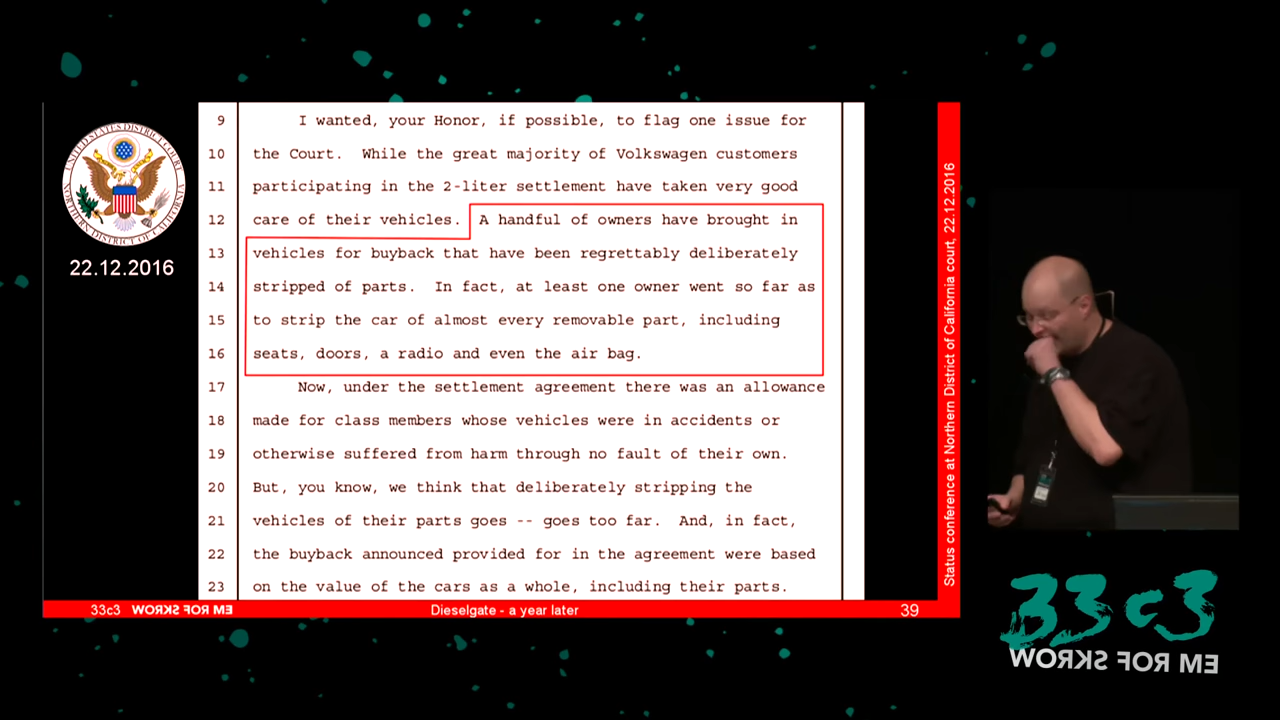 UNITED STATES DISTRICT COURT
NORTHERN DISTRICT OF CALIFORNIA
22.12.2016
9 I wanted, your Honor, if possible, to flag one issue for
10 the Court. While the great majority of Volkswagen customers
11 participating in the 2-liter settlement have taken very good
12 care of their vehicles. A handful of owners have brought in
13 vehicles for buyback that have been regrettably deliberately
14 stripped of parts. In fact, at least one owner went so far as
15 to strip the car of almost every removable part, including
16 seats, doors, a radio and even the air bag.
17 Now, under the settlement agreement there was an allowance
18 made for class members whose vehicles were in accidents or
19 otherwise suffered from harm through no fault of their own.
20 But, you know, we think that deliberately stripping the
21 vehicles of their parts goes -- goes too far. And, in fact,
22 the buyback announced provided for in the agreement were based
23 on the value of the cars as a whole, including their parts.
Status conference at Northern District of California court, 22.12.2016
33c3 WORKS FOR ME Dieselgate - a year later 39
33c3
WORKS FOR ME